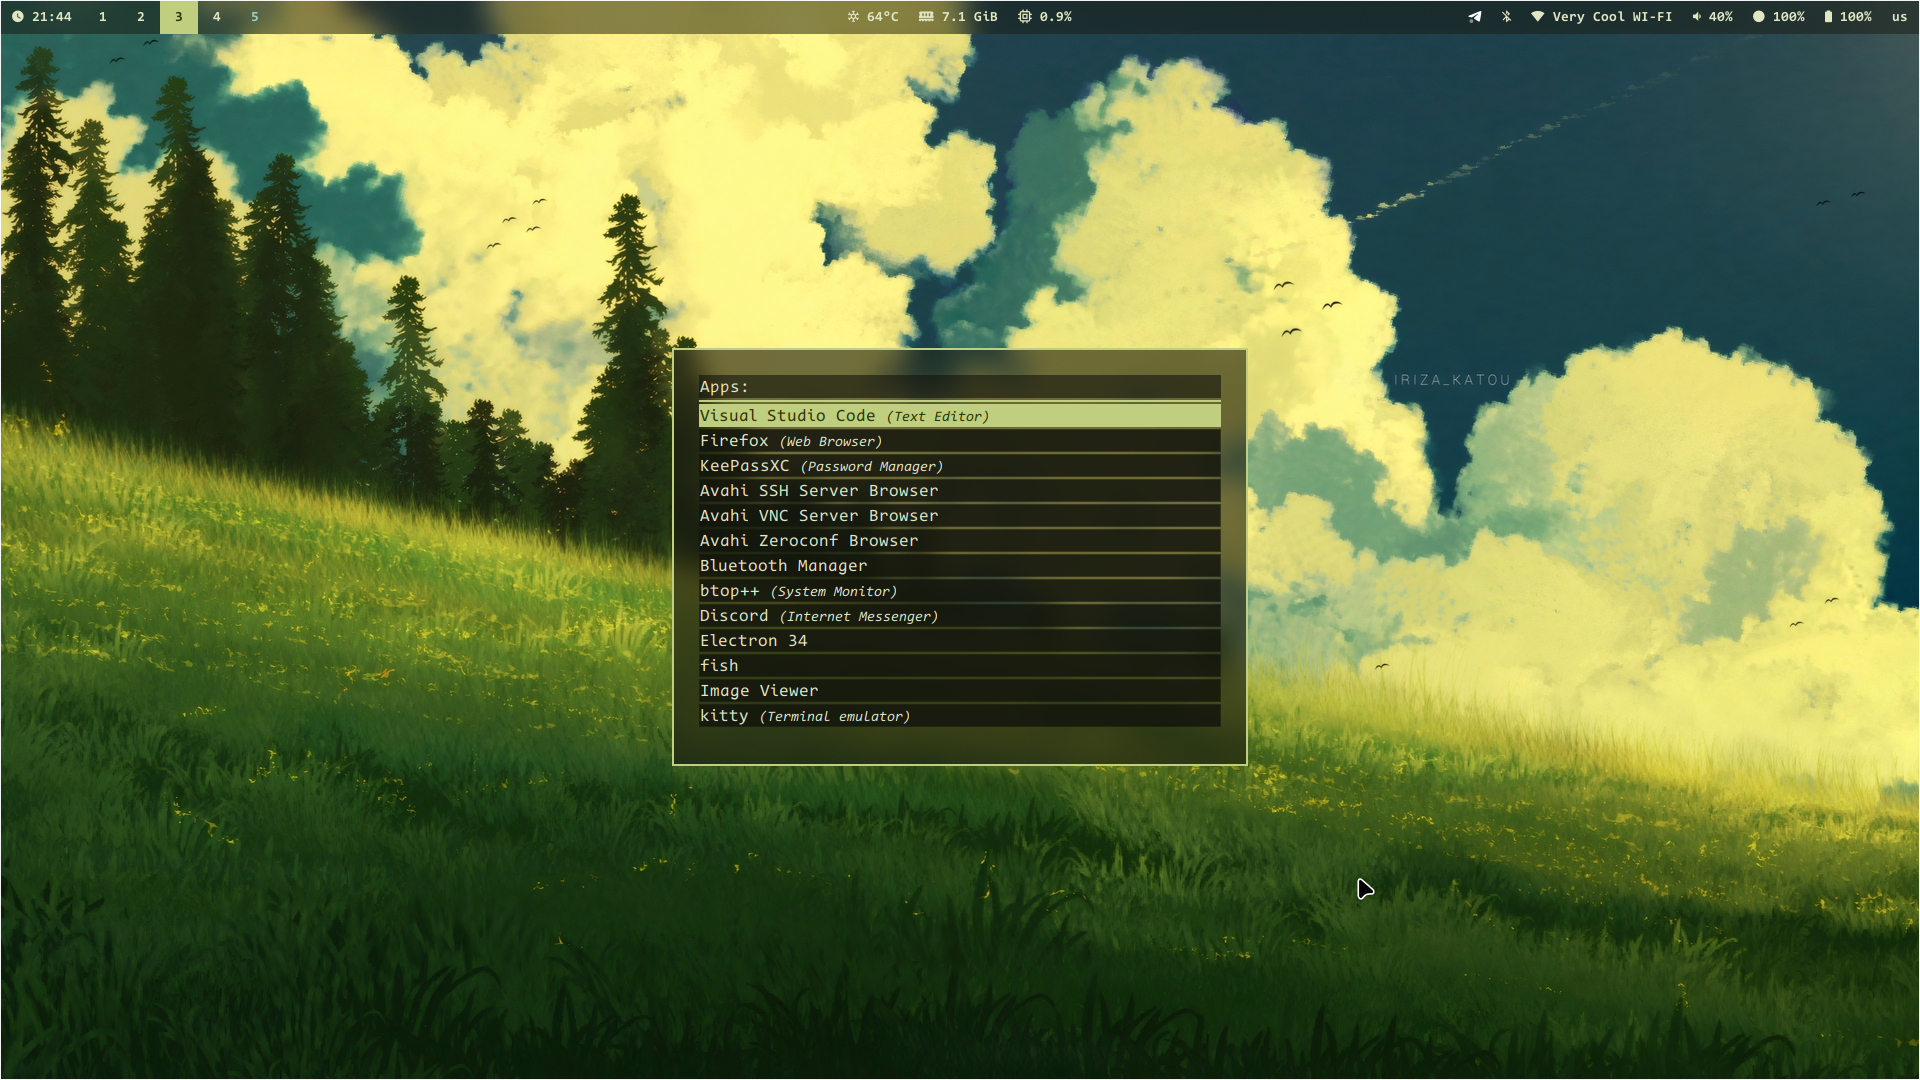 21:44 1 2 3 4 5 64°C 7.1 GiB 0.9% Very Cool WI-FI 40% 100% 100% us
IRIZA_KATOU
Apps:
Visual Studio Code (Text Editor)
Firefox (Web Browser)
KeePassXC (Password Manager)
Avahi SSH Server Browser
Avahi VNC Server Browser
Avahi Zeroconf Browser
Bluetooth Manager
btop++ (System Monitor)
Discord (Internet Messenger)
Electron 34
fish
Image Viewer
kitty (Terminal emulator)